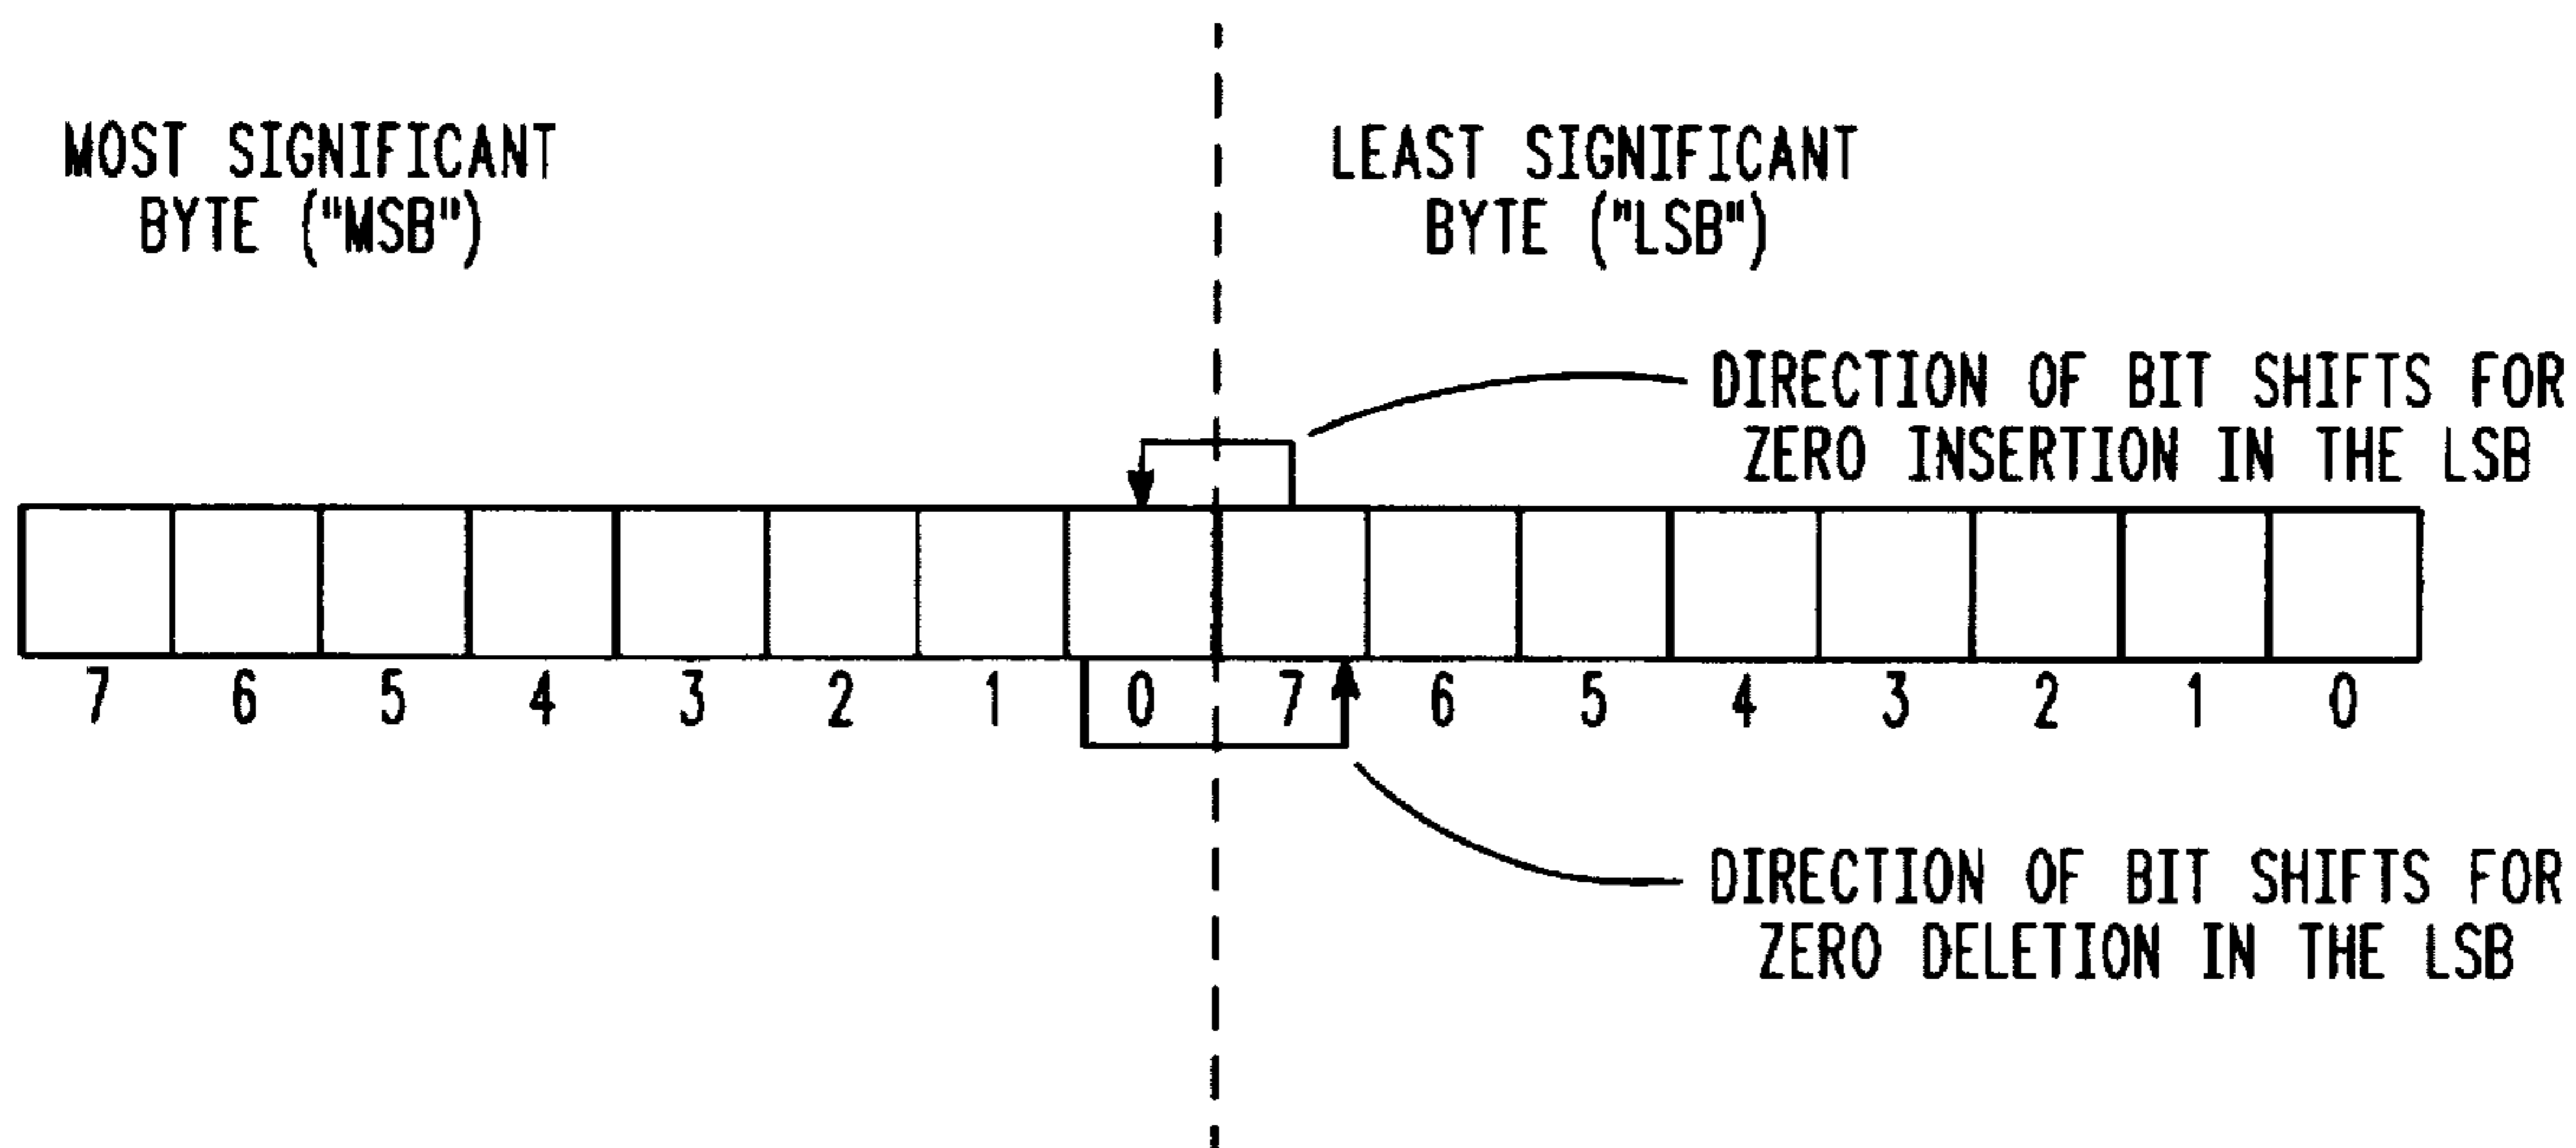 MOST SIGNIFICANT
BYTE ("MSB")
LEAST SIGNIFICANT
BYTE ("LSB")
DIRECTION OF BIT SHIFTS FOR
ZERO INSERTION IN THE LSB
7 6 5 4 3 2 1 0 7 6 5 4 3 2 1 0
DIRECTION OF BIT SHIFTS FOR
ZERO DELETION IN THE LSB